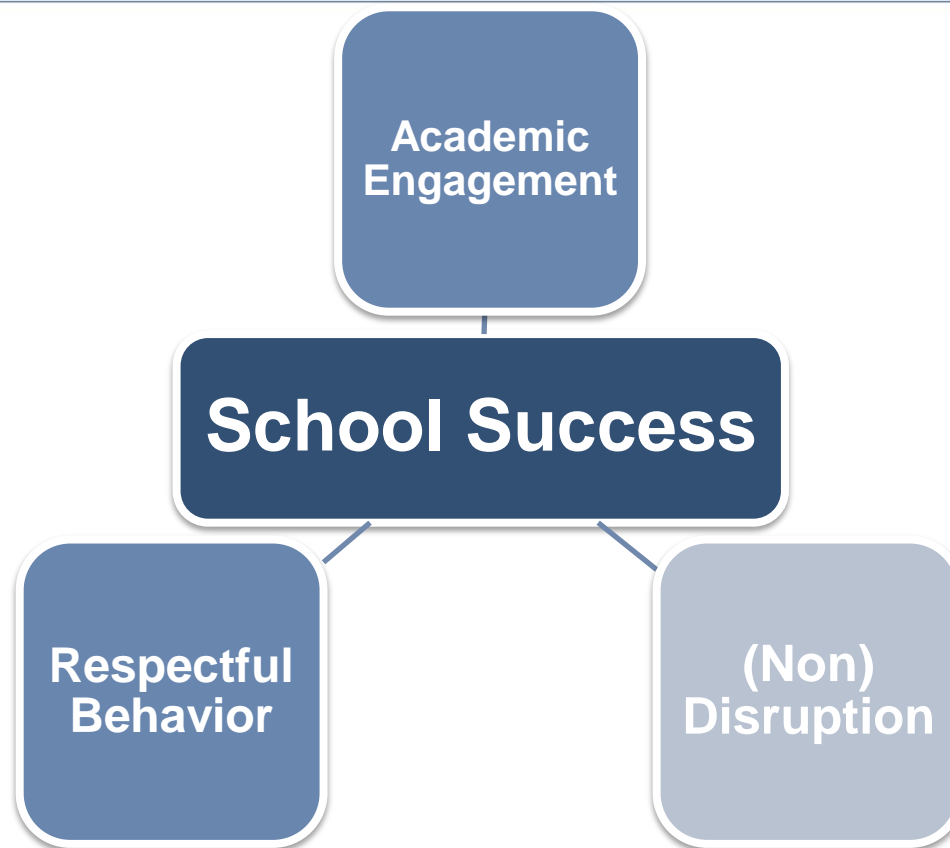 Academic
Engagement
School Success
Respectful
Behavior
(Non)
Disruption